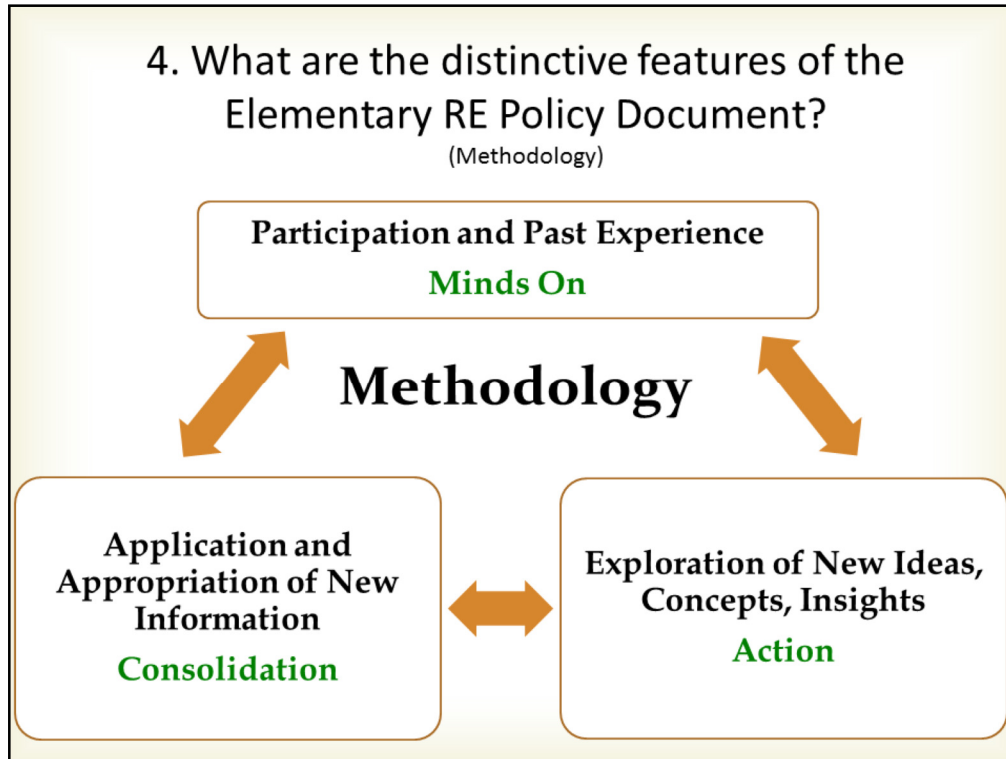 4. What are the distinctive features of the
Elementary RE Policy Document?
(Methodology)
Participation and Past Experience
Minds On
Methodology
Application and
Appropriation of New
Information
Consolidation
Exploration of New Ideas,
Concepts, Insights
Action